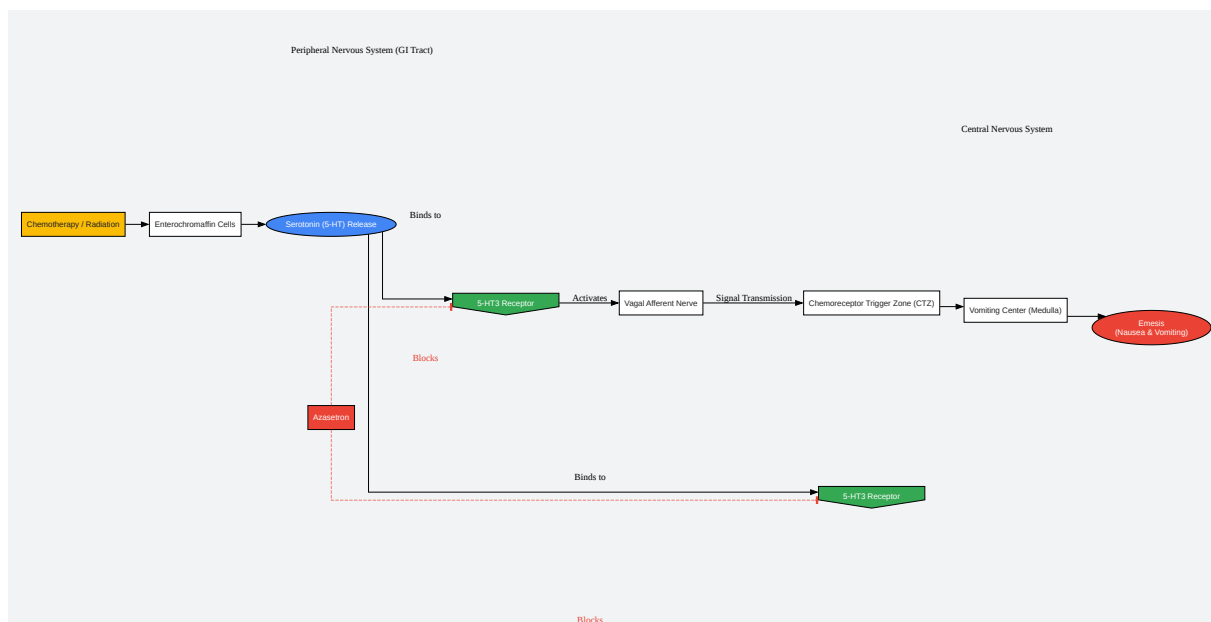 Peripheral Nervous System (GI Tract)
Central Nervous System
Chemotherapy / Radiation
Enterochromaffin Cells
Serotonin (5-HT) Release
Binds to
5-HT3 Receptor
Activates
Vagal Afferent Nerve
Signal Transmission
Chemoreceptor Trigger Zone (CTZ)
Vomiting Center (Medulla)
Emesis
(Nausea & Vomiting)
Blocks
Azasetron
Binds to
5-HT3 Receptor
Blocks